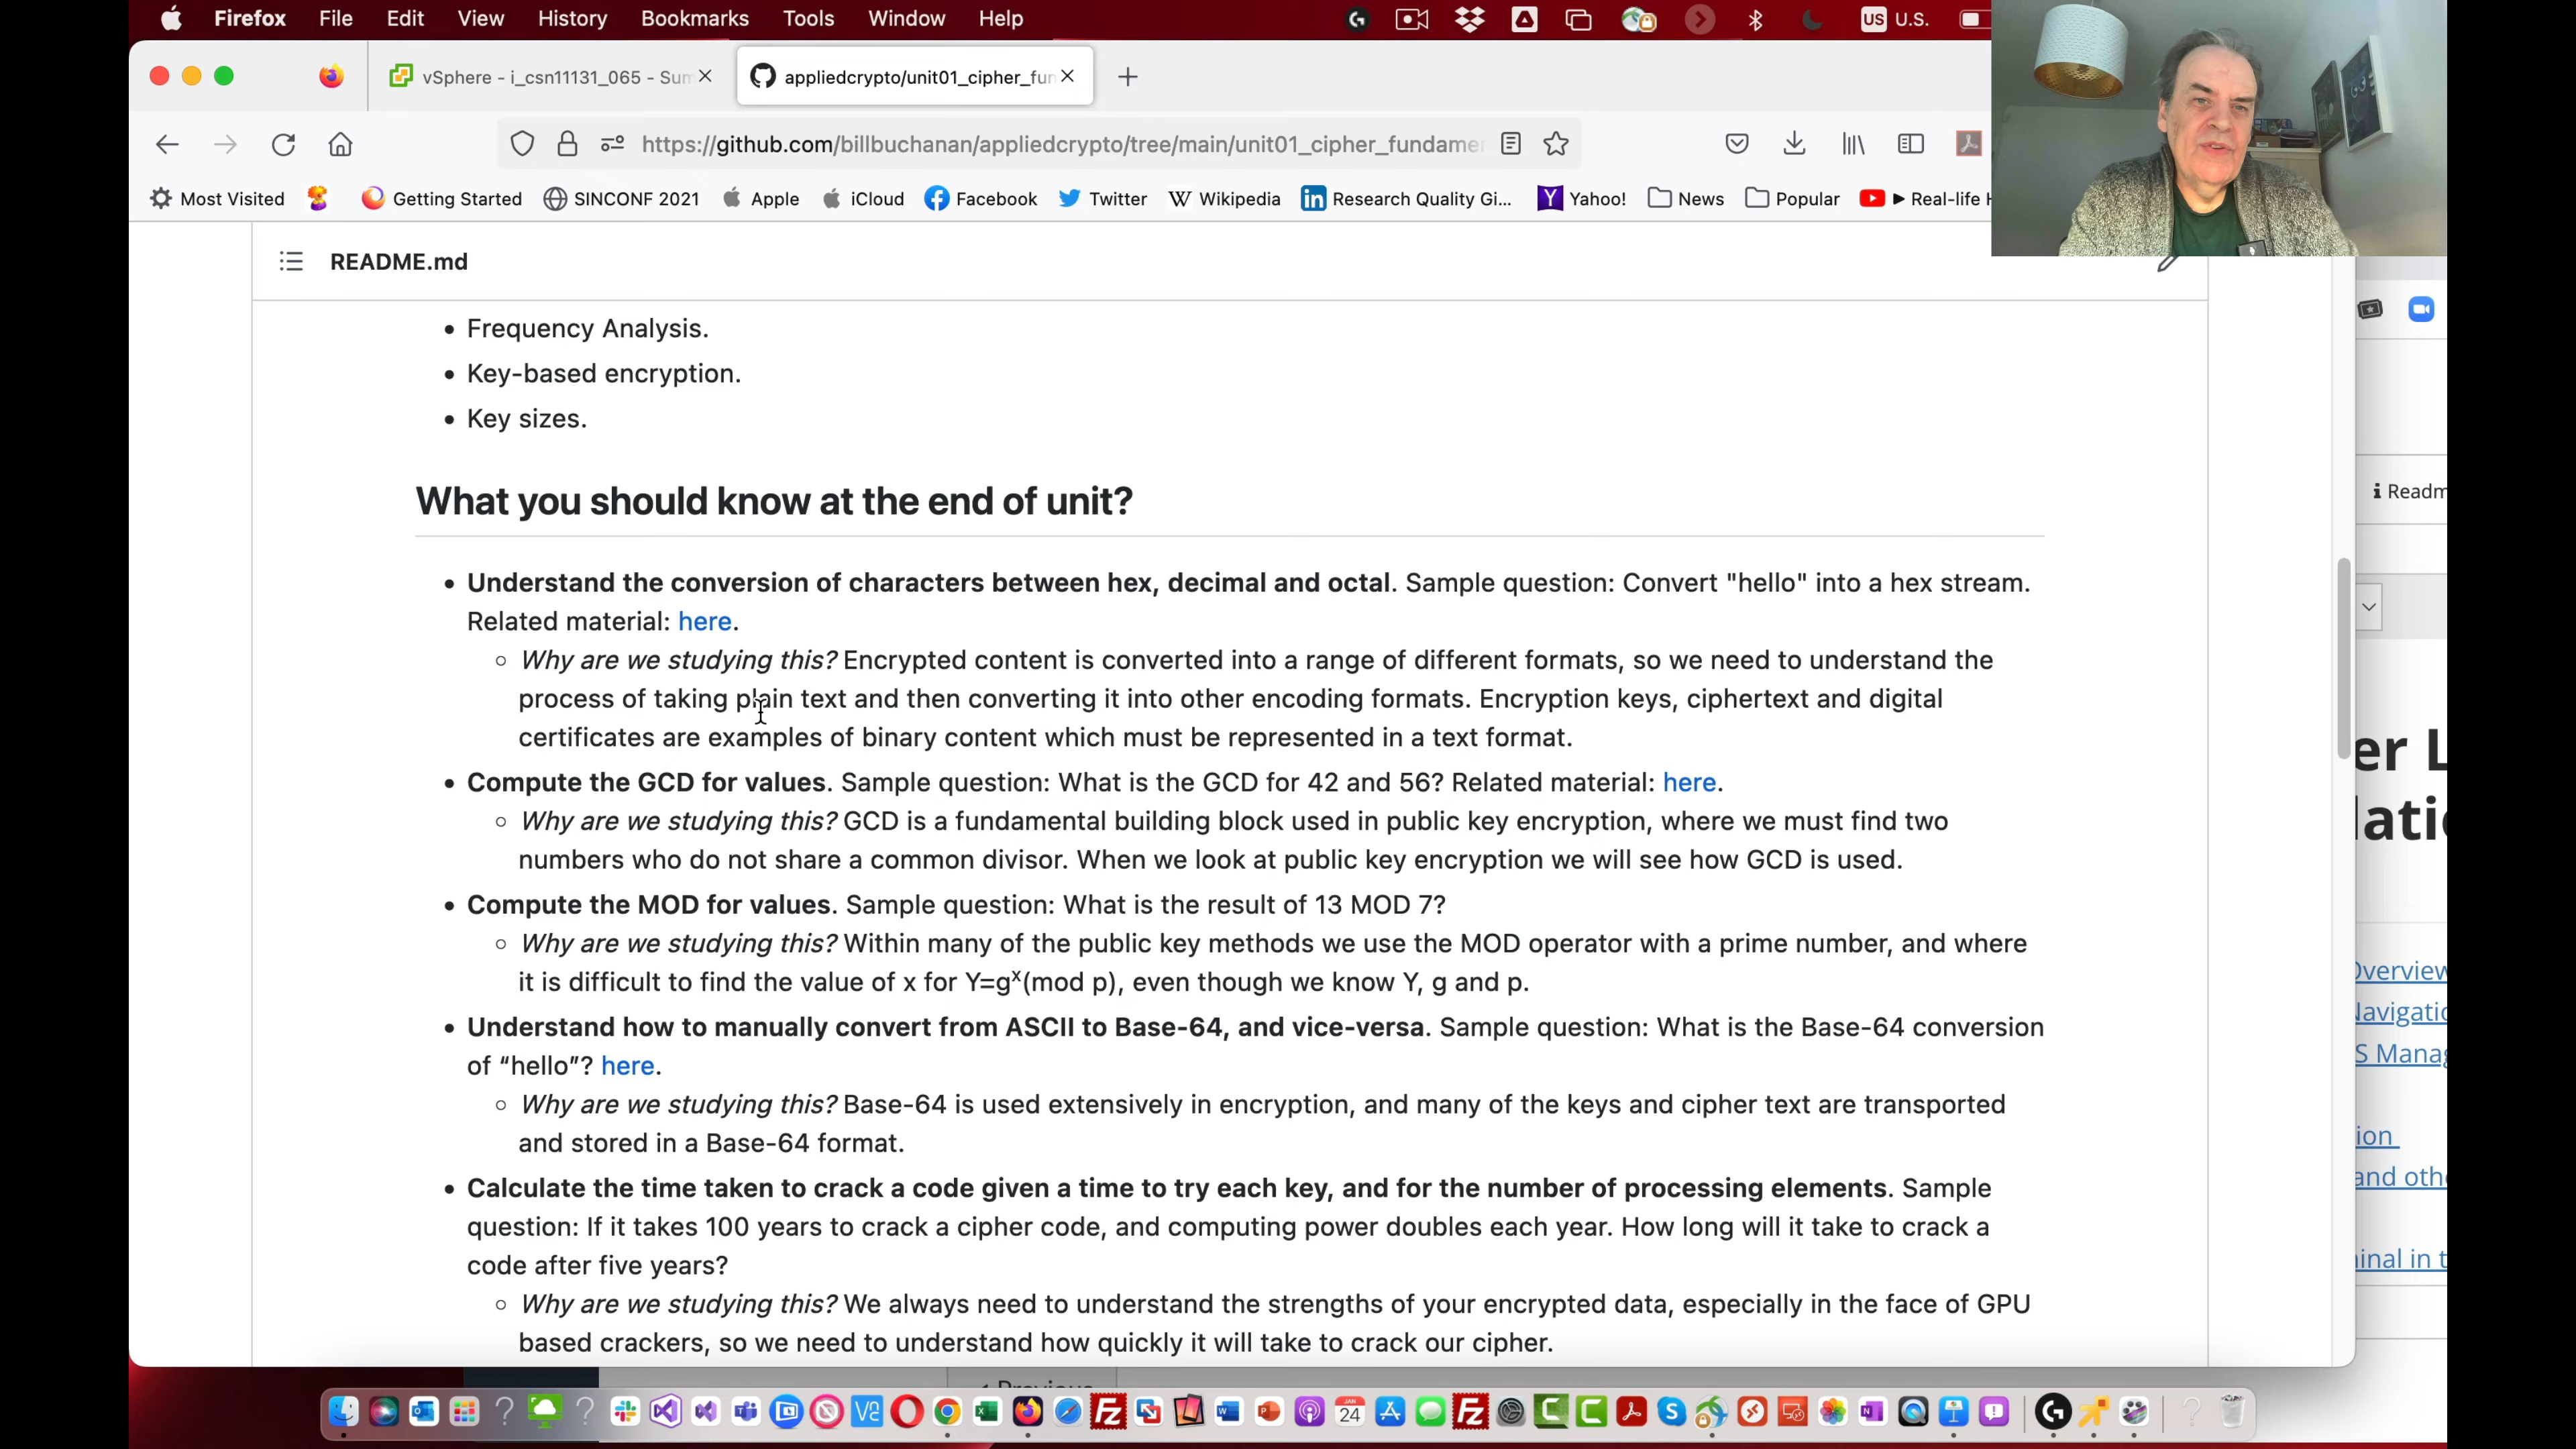 Firefox File Edit View History Bookmarks Tools Window Help US U.S.
vSphere - i_csn11131_065 - Sum
appliedcrypto/unit01_cipher_fun
https://github.com/billbuchanan/appliedcrypto/tree/main/unit01_cipher_fundamen
Most Visited Getting Started SINCONF 2021 Apple iCloud Facebook Twitter Wikipedia Research Quality Gi... Yahoo! News Popular ▶ Real-life H
README.md
• Frequency Analysis.
• Key-based encryption.
• Key sizes.
What you should know at the end of unit?
• Understand the conversion of characters between hex, decimal and octal. Sample question: Convert "hello" into a hex stream.
Related material: here.
○ Why are we studying this? Encrypted content is converted into a range of different formats, so we need to understand the
process of taking plain text and then converting it into other encoding formats. Encryption keys, ciphertext and digital
certificates are examples of binary content which must be represented in a text format.
• Compute the GCD for values. Sample question: What is the GCD for 42 and 56? Related material: here.
○ Why are we studying this? GCD is a fundamental building block used in public key encryption, where we must find two
numbers who do not share a common divisor. When we look at public key encryption we will see how GCD is used.
• Compute the MOD for values. Sample question: What is the result of 13 MOD 7?
○ Why are we studying this? Within many of the public key methods we use the MOD operator with a prime number, and where
it is difficult to find the value of x for Y=gˣ(mod p), even though we know Y, g and p.
• Understand how to manually convert from ASCII to Base-64, and vice-versa. Sample question: What is the Base-64 conversion
of “hello”? here.
○ Why are we studying this? Base-64 is used extensively in encryption, and many of the keys and cipher text are transported
and stored in a Base-64 format.
• Calculate the time taken to crack a code given a time to try each key, and for the number of processing elements. Sample
question: If it takes 100 years to crack a cipher code, and computing power doubles each year. How long will it take to crack a
code after five years?
○ Why are we studying this? We always need to understand the strengths of your encrypted data, especially in the face of GPU
based crackers, so we need to understand how quickly it will take to crack our cipher.
Readm
er L
lati
Overview
Navigatio
S Manag
ion
and oth
ninal in t
JAN
24